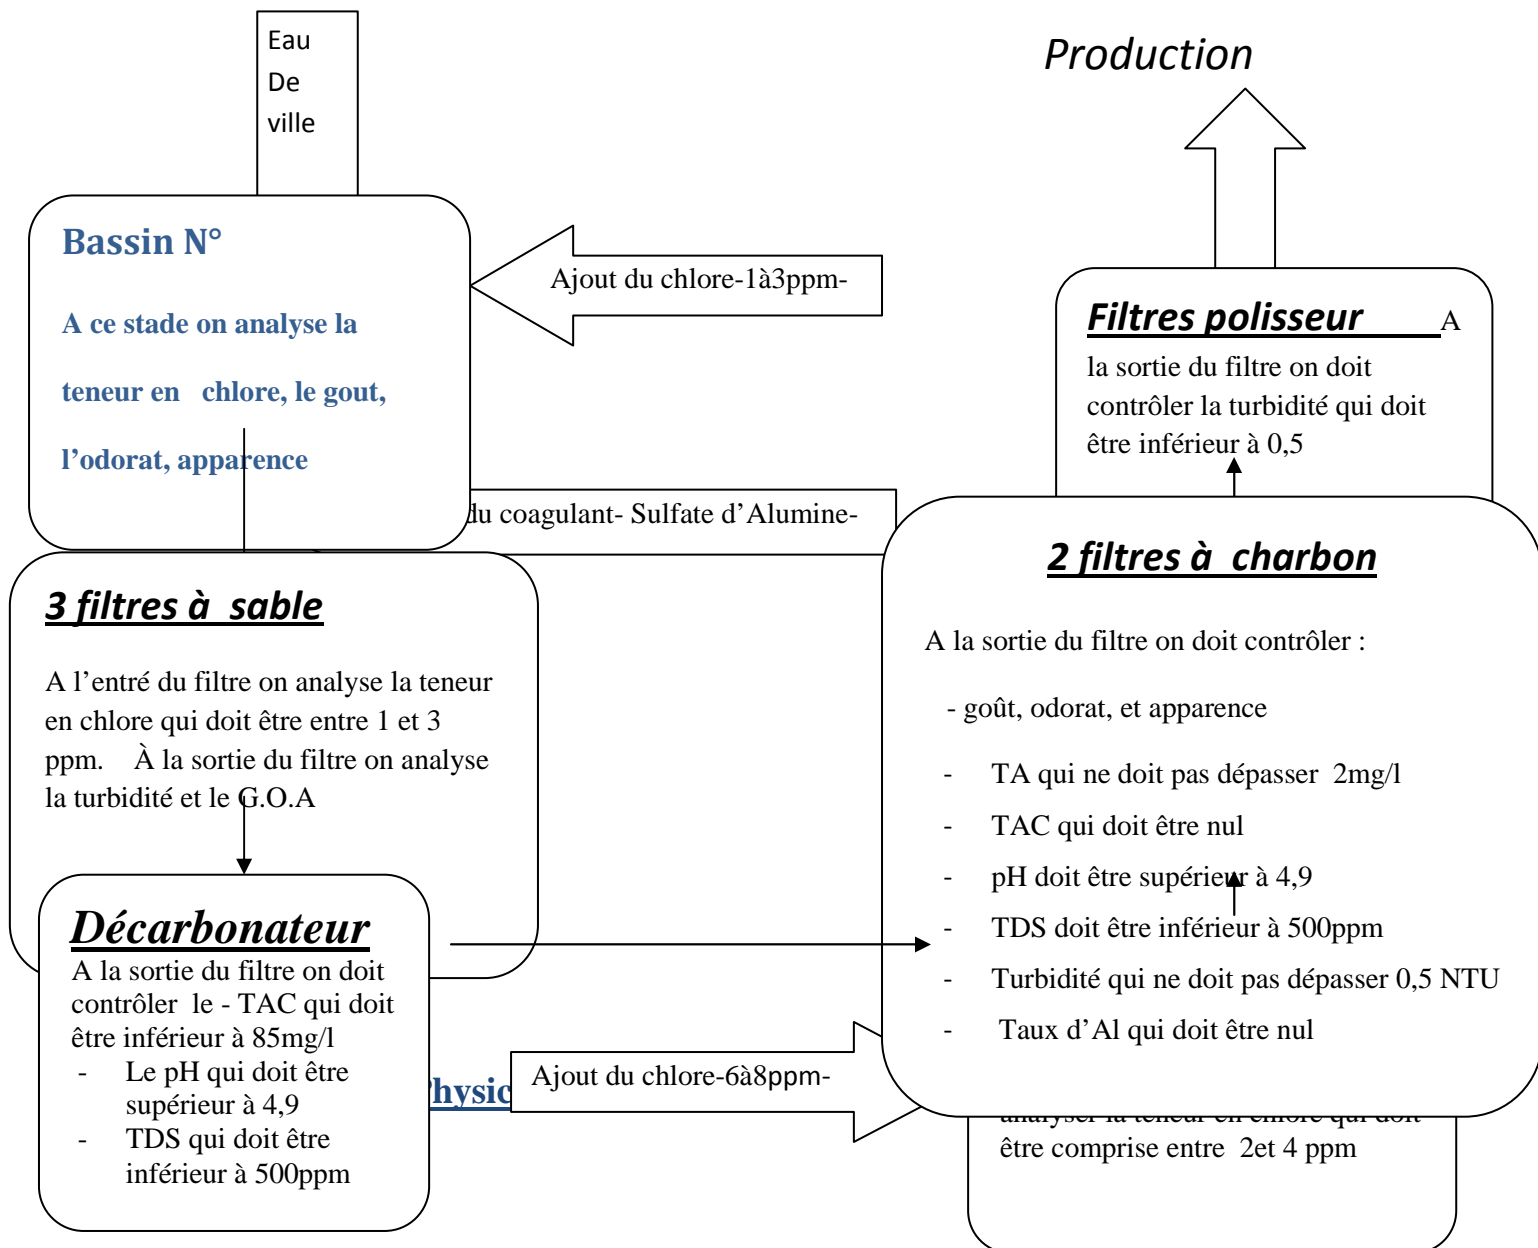 Eau
De
ville
Bassin N°
A ce stade on analyse la
teneur en chlore, le gout,
l’odorat, apparence
Ajout du chlore-1à3ppm-
du coagulant- Sulfate d’Alumine-
3 filtres à sable
A l’entré du filtre on analyse la teneur
en chlore qui doit être entre 1 et 3
ppm. À la sortie du filtre on analyse
la turbidité et le G.O.A
Décarbonateur
A la sortie du filtre on doit
contrôler le - TAC qui doit
être inférieur à 85mg/l
- Le pH qui doit être
supérieur à 4,9
- TDS qui doit être
inférieur à 500ppm
Ajout du chlore-6à8ppm-
analyser la teneur en chlore qui doit
être comprise entre 2et 4 ppm
2 filtres à charbon
A la sortie du filtre on doit contrôler :
- goût, odorat, et apparence
- TA qui ne doit pas dépasser 2mg/l
- TAC qui doit être nul
- pH doit être supérieur à 4,9
- TDS doit être inférieur à 500ppm
- Turbidité qui ne doit pas dépasser 0,5 NTU
- Taux d’Al qui doit être nul
Filtres polisseur A
la sortie du filtre on doit
contrôler la turbidité qui doit
être inférieur à 0,5
Production